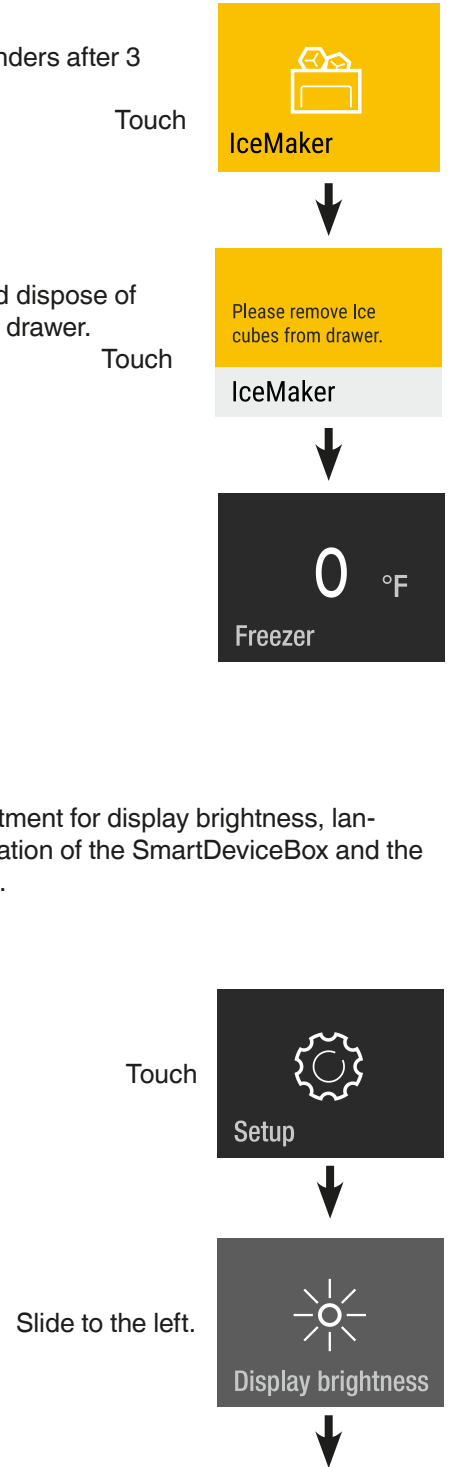 nders after 3
Touch
IceMaker
d dispose of
drawer.
Touch
Please remove Ice
cubes from drawer.
IceMaker
0 °F
Freezer
tment for display brightness, lan-
ation of the SmartDeviceBox and the
.
Touch
Setup
Slide to the left.
Display brightness